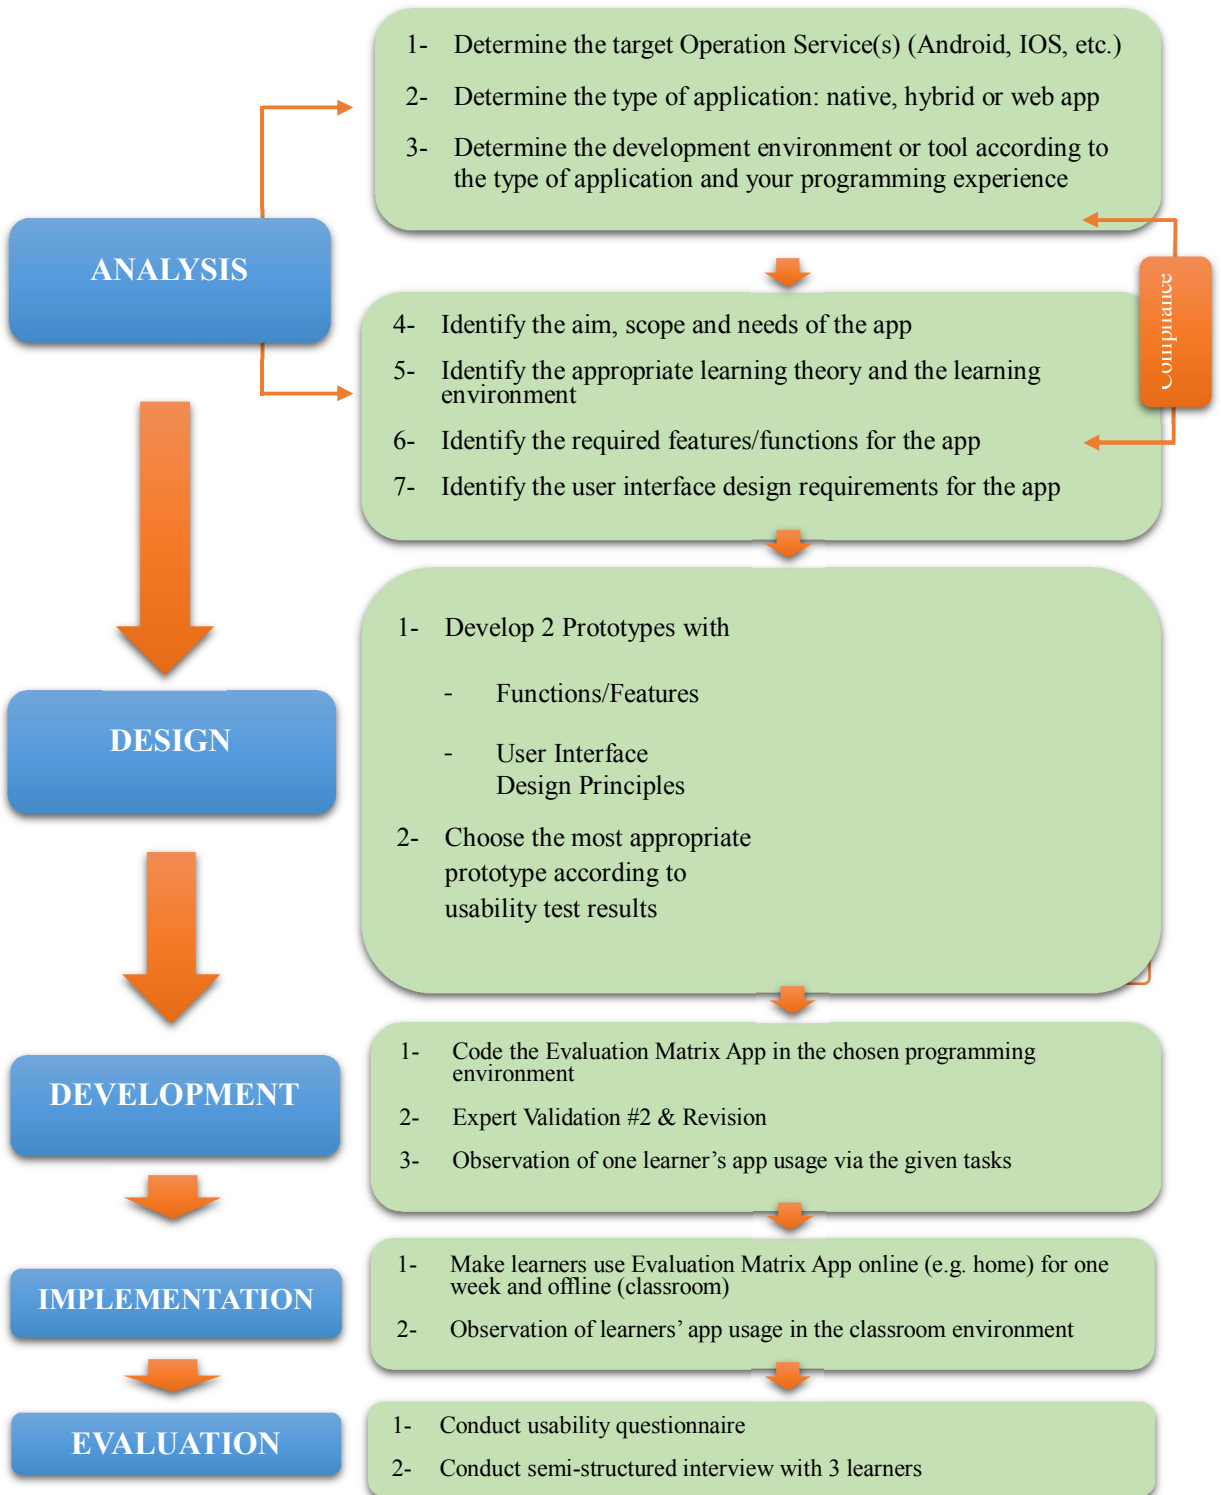 1- Determine the target Operation Service(s) (Android, IOS, etc.)
2- Determine the type of application: native, hybrid or web app
3- Determine the development environment or tool according to
the type of application and your programming experience
ANALYSIS
Compliance
4- Identify the aim, scope and needs of the app
5- Identify the appropriate learning theory and the learning
environment
6- Identify the required features/functions for the app
7- Identify the user interface design requirements for the app
DESIGN
1- Develop 2 Prototypes with
- Functions/Features
- User Interface
Design Principles
2- Choose the most appropriate
prototype according to
usability test results
DEVELOPMENT
1- Code the Evaluation Matrix App in the chosen programming
environment
2- Expert Validation #2 & Revision
3- Observation of one learner’s app usage via the given tasks
IMPLEMENTATION
1- Make learners use Evaluation Matrix App online (e.g. home) for one
week and offline (classroom)
2- Observation of learners’ app usage in the classroom environment
EVALUATION
1- Conduct usability questionnaire
2- Conduct semi-structured interview with 3 learners